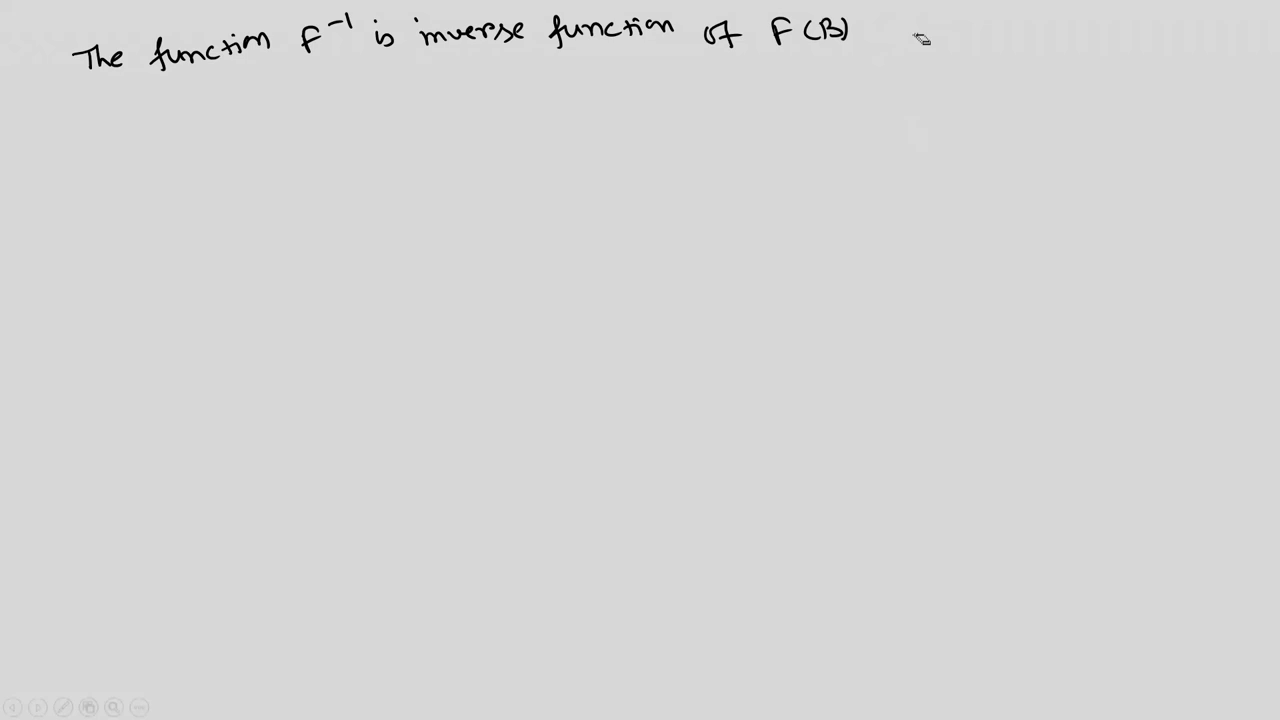 The function F⁻¹ is inverse function of F(B)